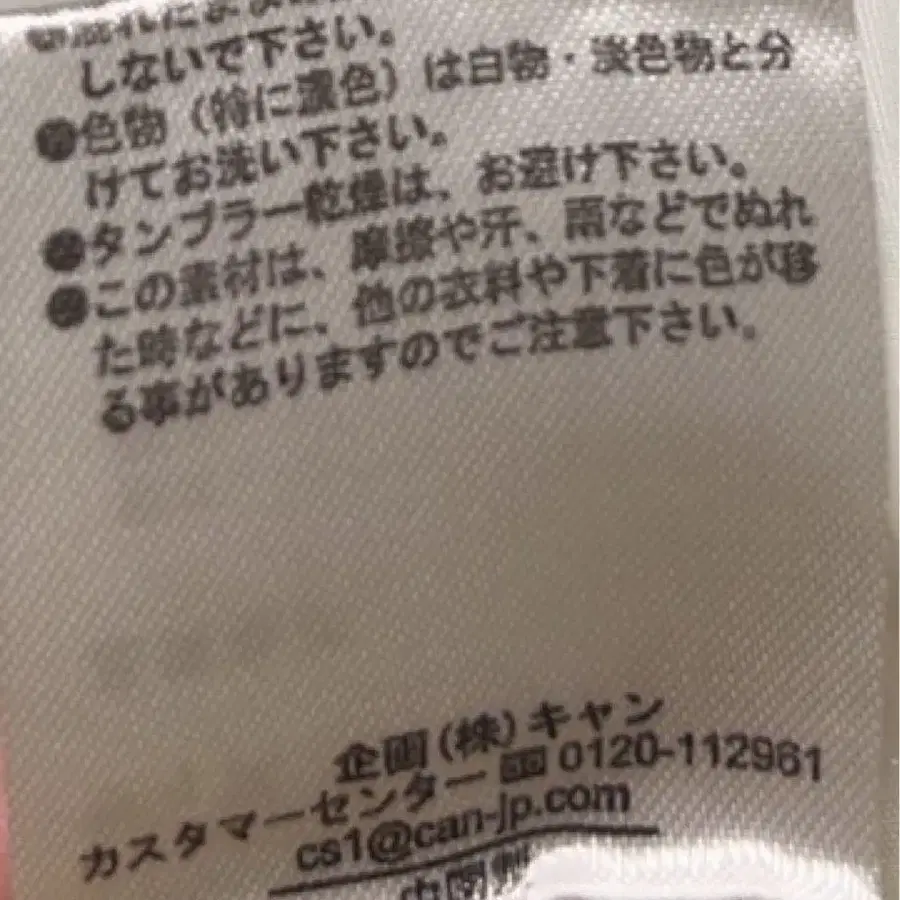 しないで下さい。
●色物（特に濃色）は白物・淡色物と分
けてお洗い下さい。
●タンブラー乾燥は、お避け下さい。
●この素材は、摩擦や汗、雨などでぬれ
た時などに、他の衣料や下着に色が移
る事がありますのでご注意下さい。
企画(株)キャン
カスタマーセンター 0120-112961
cs1@can-jp.com